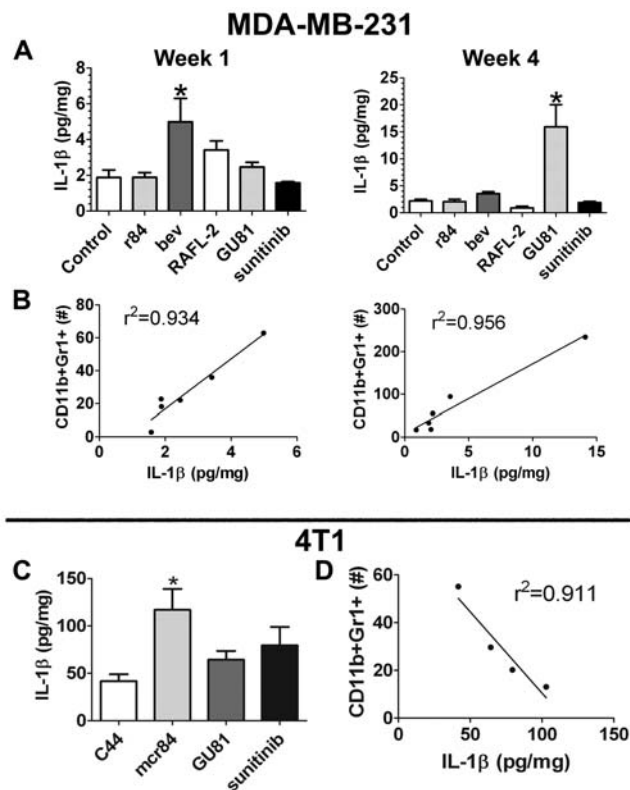 MDA-MB-231
A
Week 1
IL-1β (pg/mg)
8
6
4
2
0
Control
r84
bev
*
RAFL-2
GU81
sunitinib
Week 4
IL-1β (pg/mg)
25
20
15
10
5
0
Control
r84
bev
RAFL-2
GU81
*
sunitinib
B
CD11b+Gr1+ (#)
80
60
40
20
0
r²=0.934
0 2 4 6
IL-1β (pg/mg)
CD11b+Gr1+ (#)
300
200
100
0
r²=0.956
0 5 10 15
IL-1β (pg/mg)
4T1
C
IL-1β (pg/mg)
150
100
50
0
C44
mcr84
*
GU81
sunitinib
D
CD11b+Gr1+ (#)
60
40
20
0
r²=0.911
0 50 100 150
IL-1β (pg/mg)